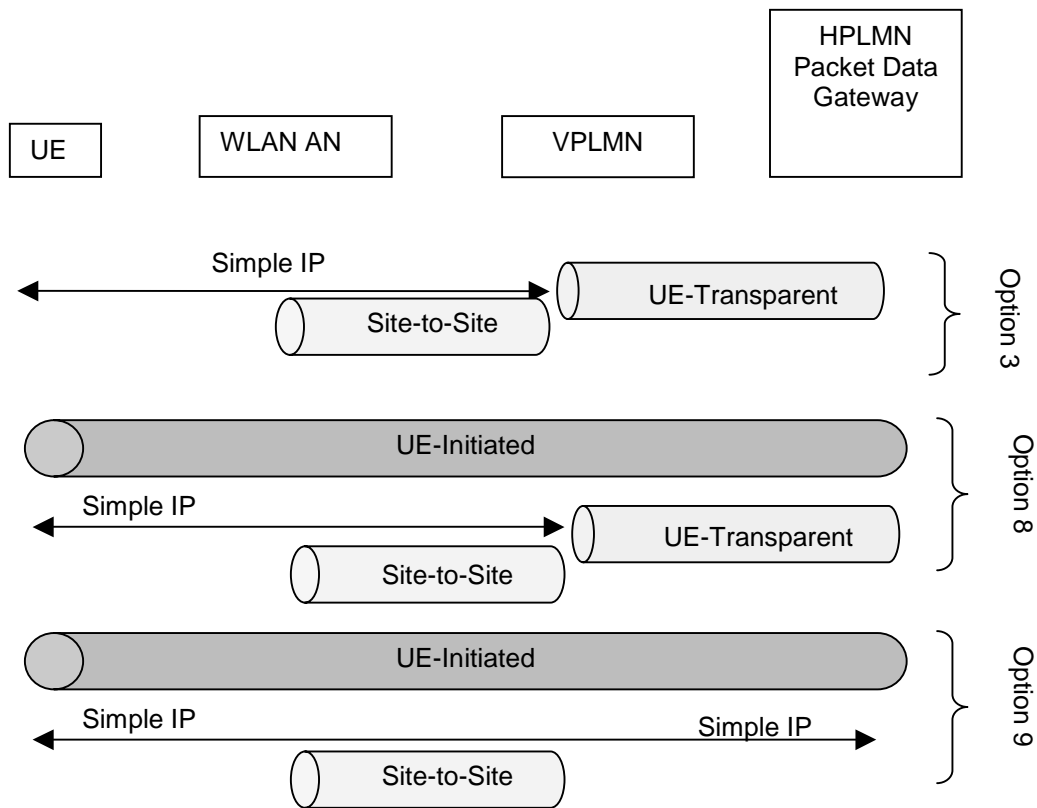 HPLMN
Packet Data
Gateway
UE
WLAN AN
VPLMN
Simple IP
UE-Transparent
Site-to-Site
Option 3
UE-Initiated
Simple IP
UE-Transparent
Site-to-Site
Option 8
UE-Initiated
Simple IP
Simple IP
Site-to-Site
Option 9